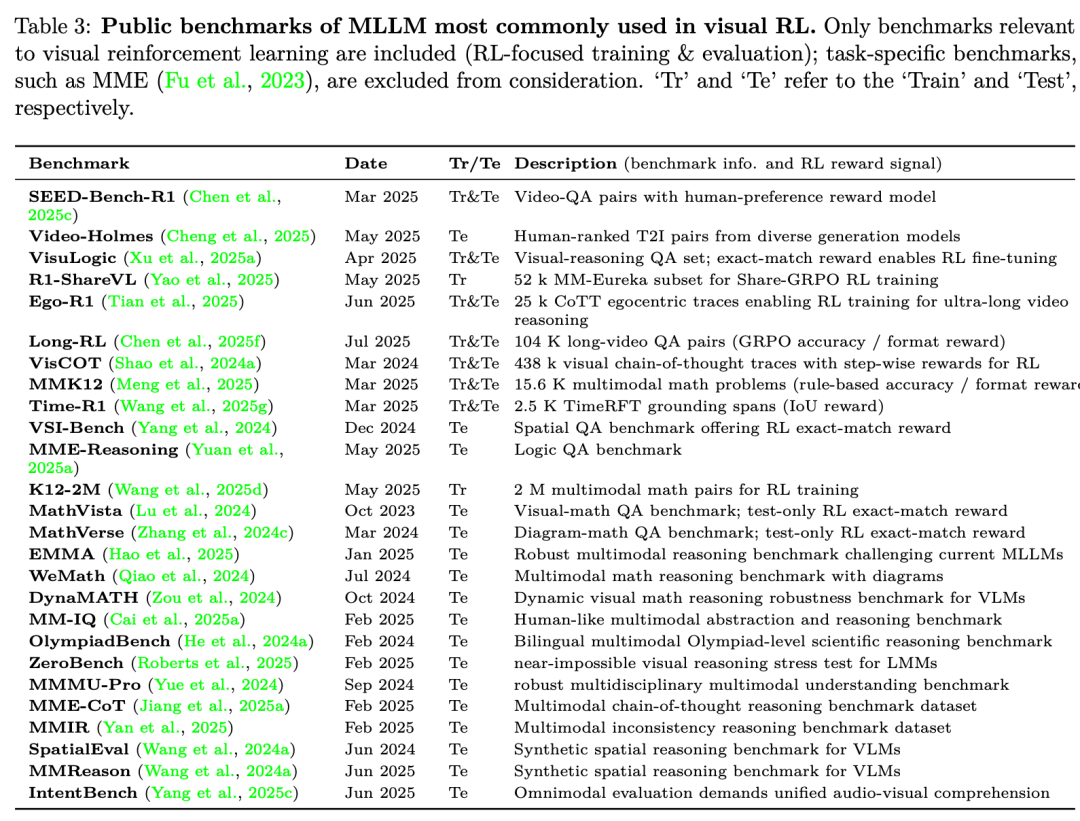 Table 3: Public benchmarks of MLLM most commonly used in visual RL. Only benchmarks relevant
to visual reinforcement learning are included (RL-focused training & evaluation); task-specific benchmarks,
such as MME (Fu et al., 2023), are excluded from consideration. ‘Tr’ and ‘Te’ refer to the ‘Train’ and ‘Test’,
respectively.
Benchmark Date Tr/Te Description (benchmark info. and RL reward signal)
SEED-Bench-R1 (Chen et al., Mar 2025 Tr&Te Video-QA pairs with human-preference reward model
2025c)
Video-Holmes (Cheng et al., 2025) May 2025 Te Human-ranked T2I pairs from diverse generation models
VisuLogic (Xu et al., 2025a) Apr 2025 Tr&Te Visual-reasoning QA set; exact-match reward enables RL fine-tuning
R1-ShareVL (Yao et al., 2025) May 2025 Tr 52 k MM-Eureka subset for Share-GRPO RL training
Ego-R1 (Tian et al., 2025) Jun 2025 Tr&Te 25 k CoTT egocentric traces enabling RL training for ultra-long video
reasoning
Long-RL (Chen et al., 2025f) Jul 2025 Tr&Te 104 K long-video QA pairs (GRPO accuracy / format reward)
VisCOT (Shao et al., 2024a) Mar 2024 Tr&Te 438 k visual chain-of-thought traces with step-wise rewards for RL
MMK12 (Meng et al., 2025) Mar 2025 Tr&Te 15.6 K multimodal math problems (rule-based accuracy / format rewar
Time-R1 (Wang et al., 2025g) Mar 2025 Tr&Te 2.5 K TimeRFT grounding spans (IoU reward)
VSI-Bench (Yang et al., 2024) Dec 2024 Te Spatial QA benchmark offering RL exact-match reward
MME-Reasoning (Yuan et al., May 2025 Te Logic QA benchmark
2025a)
K12-2M (Wang et al., 2025d) May 2025 Tr 2 M multimodal math pairs for RL training
MathVista (Lu et al., 2024) Oct 2023 Te Visual-math QA benchmark; test-only RL exact-match reward
MathVerse (Zhang et al., 2024c) Mar 2024 Te Diagram-math QA benchmark; test-only RL exact-match reward
EMMA (Hao et al., 2025) Jan 2025 Te Robust multimodal reasoning benchmark challenging current MLLMs
WeMath (Qiao et al., 2024) Jul 2024 Te Multimodal math reasoning benchmark with diagrams
DynaMATH (Zou et al., 2024) Oct 2024 Te Dynamic visual math reasoning robustness benchmark for VLMs
MM-IQ (Cai et al., 2025a) Feb 2025 Te Human-like multimodal abstraction and reasoning benchmark
OlympiadBench (He et al., 2024a) Feb 2024 Te Bilingual multimodal Olympiad-level scientific reasoning benchmark
ZeroBench (Roberts et al., 2025) Feb 2025 Te near-impossible visual reasoning stress test for LMMs
MMMU-Pro (Yue et al., 2024) Sep 2024 Te robust multidisciplinary multimodal understanding benchmark
MME-CoT (Jiang et al., 2025a) Feb 2025 Te Multimodal chain-of-thought reasoning benchmark dataset
MMIR (Yan et al., 2025) Feb 2025 Te Multimodal inconsistency reasoning benchmark dataset
SpatialEval (Wang et al., 2024a) Jun 2024 Te Synthetic spatial reasoning benchmark for VLMs
MMReason (Wang et al., 2024a) Jun 2025 Te Synthetic spatial reasoning benchmark for VLMs
IntentBench (Yang et al., 2025c) Jun 2025 Te Omnimodal evaluation demands unified audio-visual comprehension